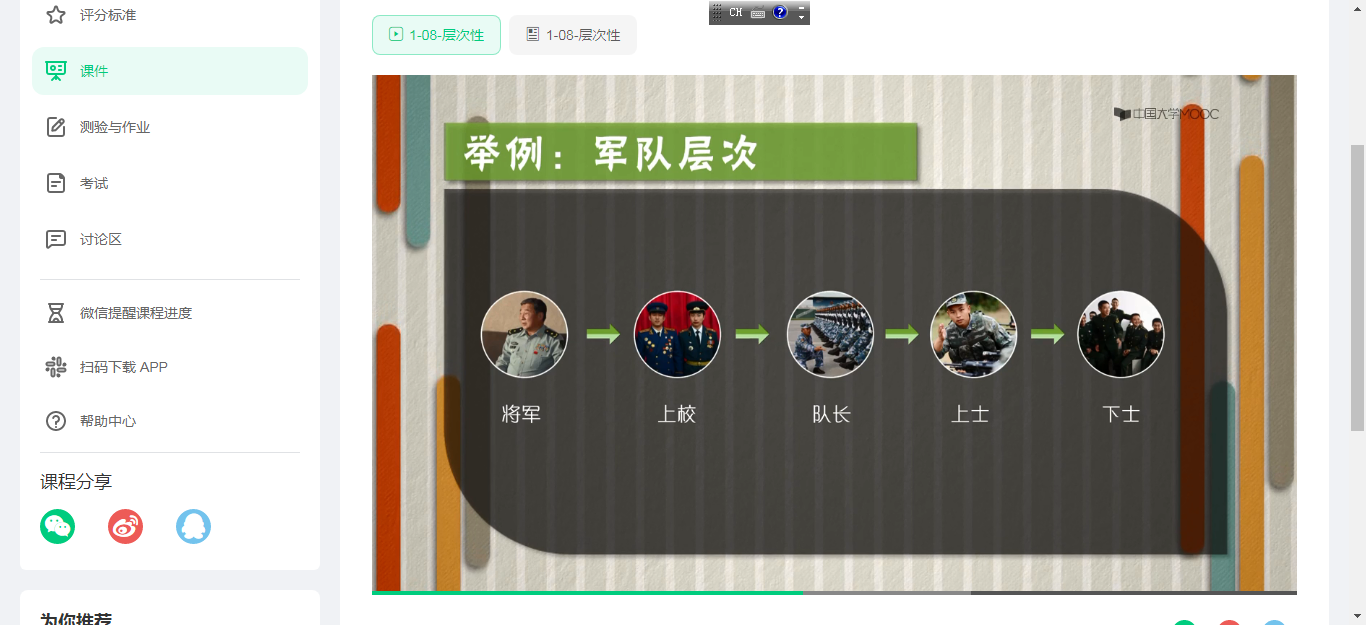 评分标准
课件
测验与作业
考试
讨论区
微信提醒课程进度
扫码下载 APP
帮助中心
课程分享
为你推荐
1-08-层次性
1-08-层次性
CH
中国大学MOOC
举例：军队层次
将军
上校
队长
上士
下士